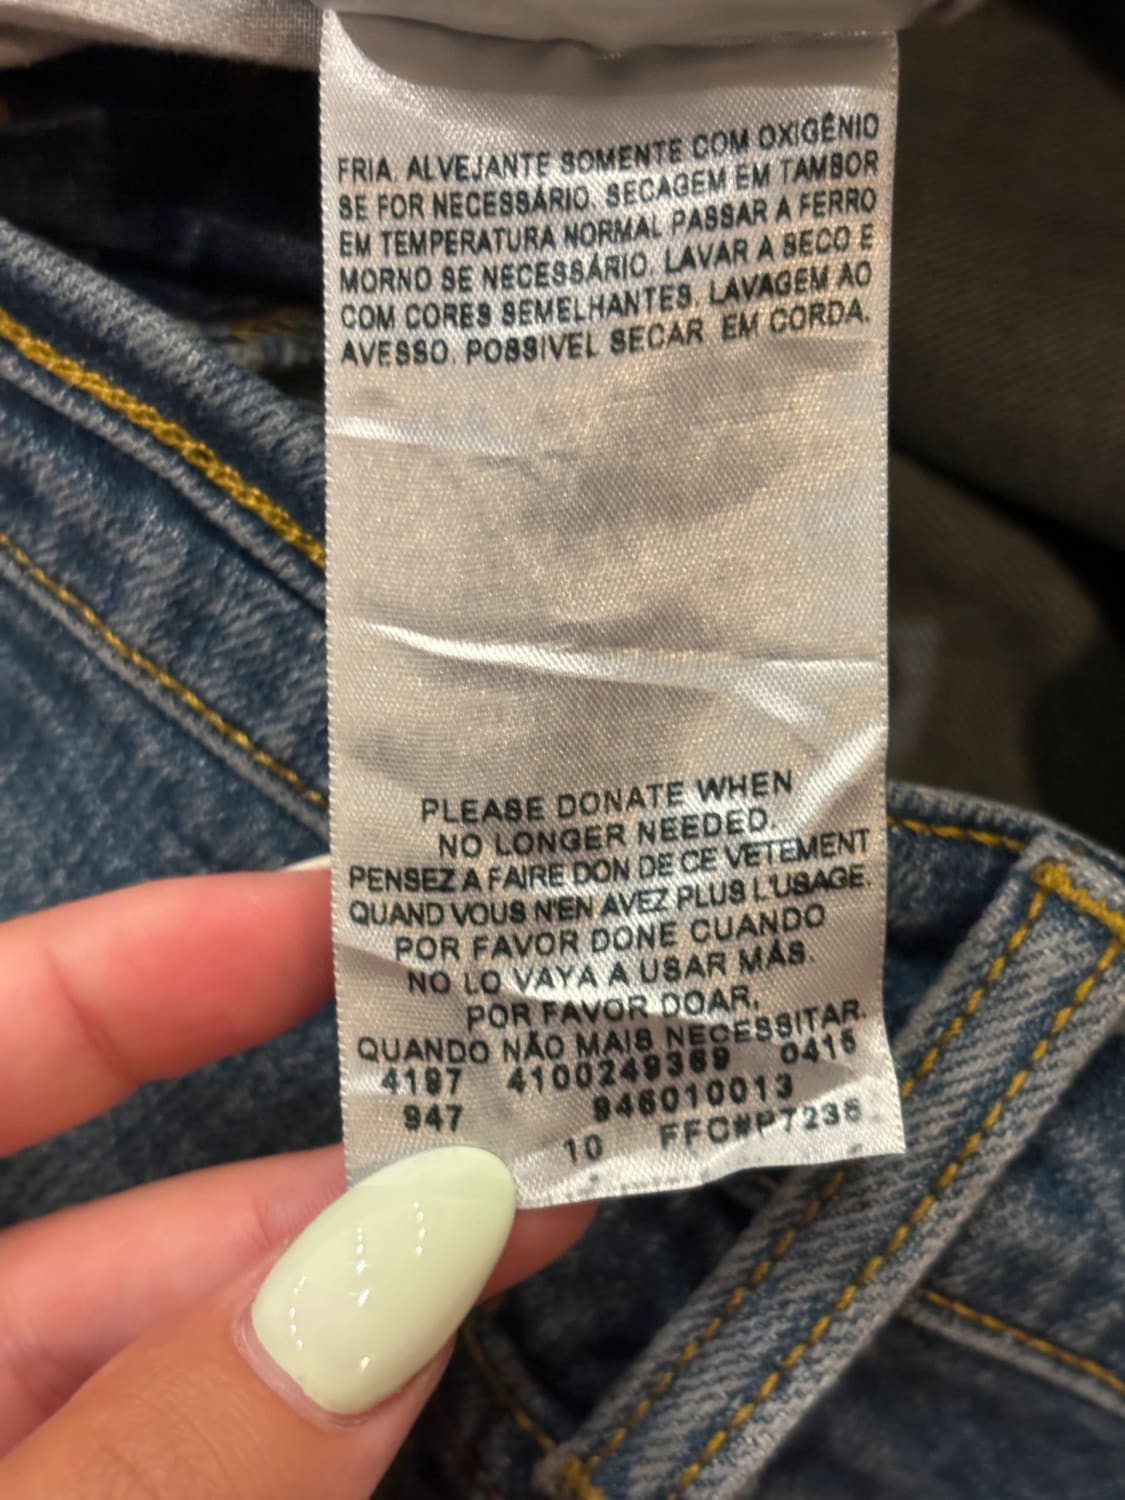 FRIA. ALVEJANTE SOMENTE COM OXIGÊNIO
SE FOR NECESSÁRIO. SECAGEM EM TAMBOR
EM TEMPERATURA NORMAL PASSAR A FERRO
MORNO SE NECESSÁRIO. LAVAR A SECO E
COM CORES SEMELHANTES. LAVAGEM AO
AVESSO. POSSIVEL SECAR EM CORDA.
PLEASE DONATE WHEN
NO LONGER NEEDED.
PENSEZ A FAIRE DON DE CE VETEMENT
QUAND VOUS N'EN AVEZ PLUS L'USAGE.
POR FAVOR DONE CUANDO
NO LO VAYA A USAR MÁS.
POR FAVOR DOAR,
QUANDO NÃO MAIS NECESSITAR.
4197 4100249369 0416
947 946010013
10 FFC#P7236